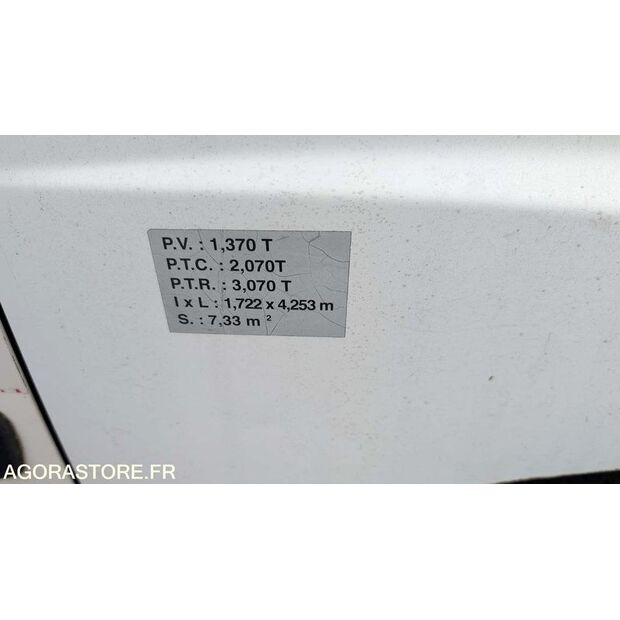 P.V. : 1,370 T
P.T.C. : 2,070T
P.T.R. : 3,070 T
l x L : 1,722 x 4,253 m
S. : 7,33 m ²
AGORASTORE.FR